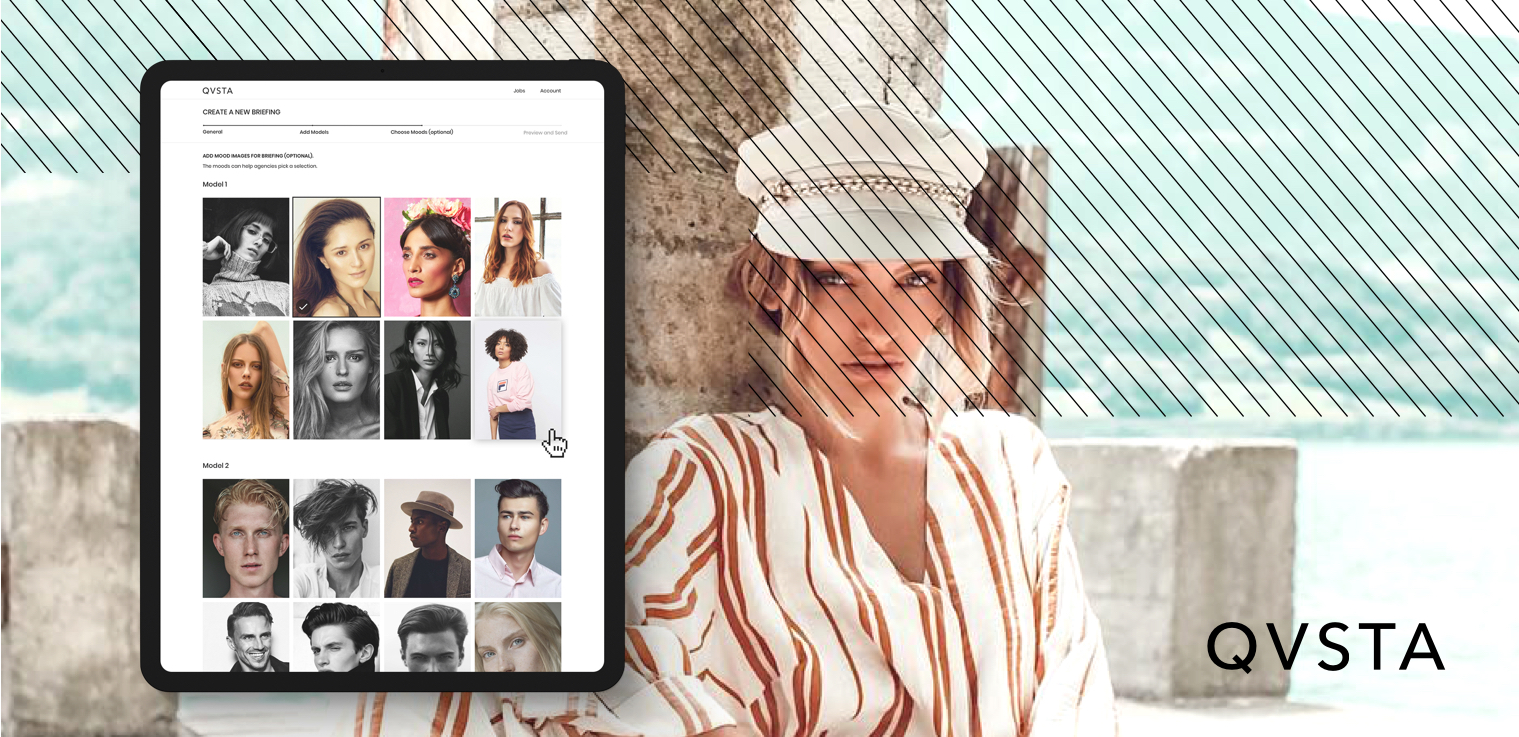 QVSTA
Jobs Account
CREATE A NEW BRIEFING
General Add Models Choose Moods (optional) Preview and Send
ADD MOOD IMAGES FOR BRIEFING (OPTIONAL).
The moods can help agencies pick a selection.
Model 1
FILA
Model 2
QVSTA